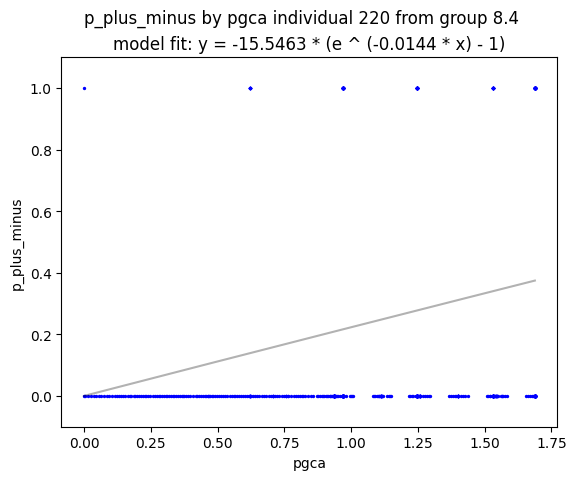 p_plus_minus by pgca individual 220 from group 8.4
model fit: y = -15.5463 * (e ^ (-0.0144 * x) - 1)
1.0
0.8
0.6
0.4
0.2
0.0
p_plus_minus
0.00 0.25 0.50 0.75 1.00 1.25 1.50 1.75
pgca